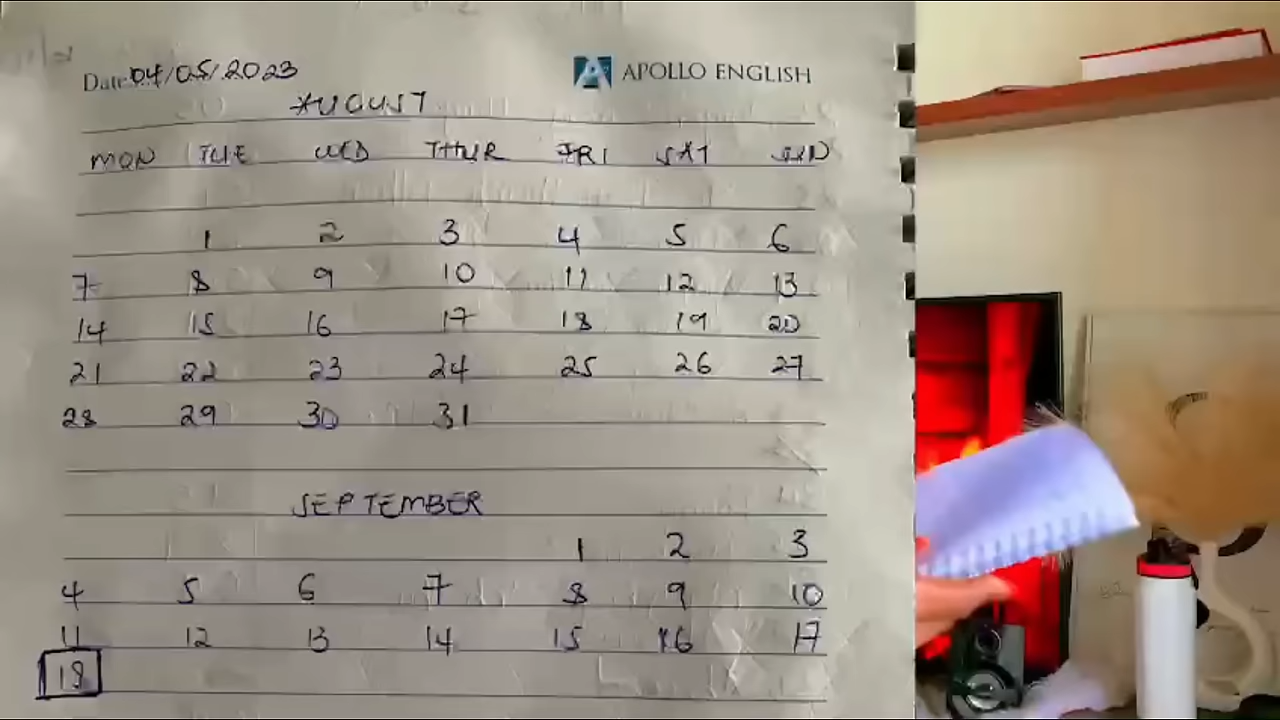 Date: 04/05/2023
APOLLO ENGLISH
AUGUST
MON TUE WED THUR FRI SAT SUN
1 2 3 4 5 6
7 8 9 10 11 12 13
14 15 16 17 18 19 20
21 22 23 24 25 26 27
28 29 30 31
SEPTEMBER
1 2 3
4 5 6 7 8 9 10
11 12 13 14 15 16 17
18